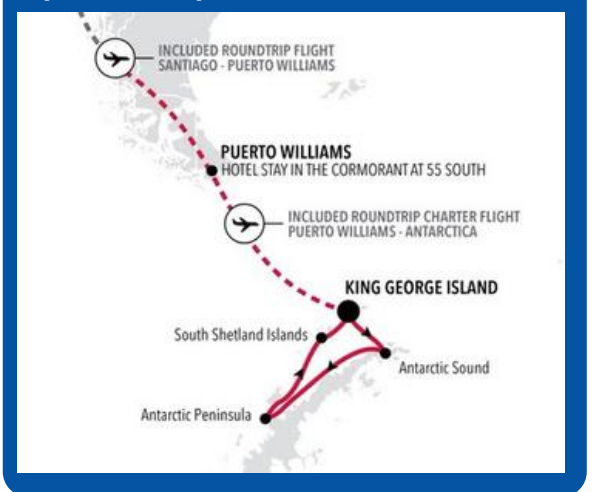 INCLUDED ROUNDTRIP FLIGHT
SANTIAGO - PUERTO WILLIAMS
PUERTO WILLIAMS
HOTEL STAY IN THE CORMORANT AT 55 SOUTH
INCLUDED ROUNDTRIP CHARTER FLIGHT
PUERTO WILLIAMS - ANTARCTICA
KING GEORGE ISLAND
South Shetland Islands
Antarctic Sound
Antarctic Peninsula